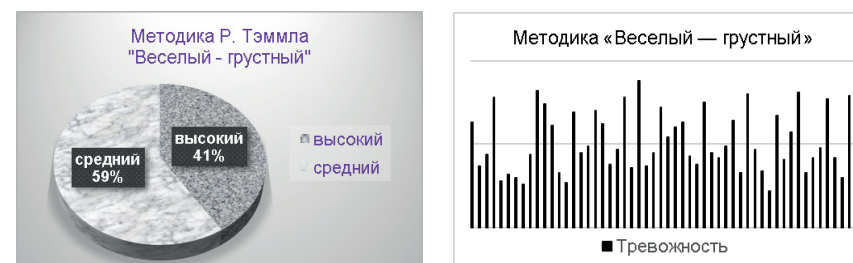 Методика Р. Тэммла
"Веселый - грустный"
высокий
41%
средний
59%
высокий
средний
Методика «Веселый — грустный»
Тревожность